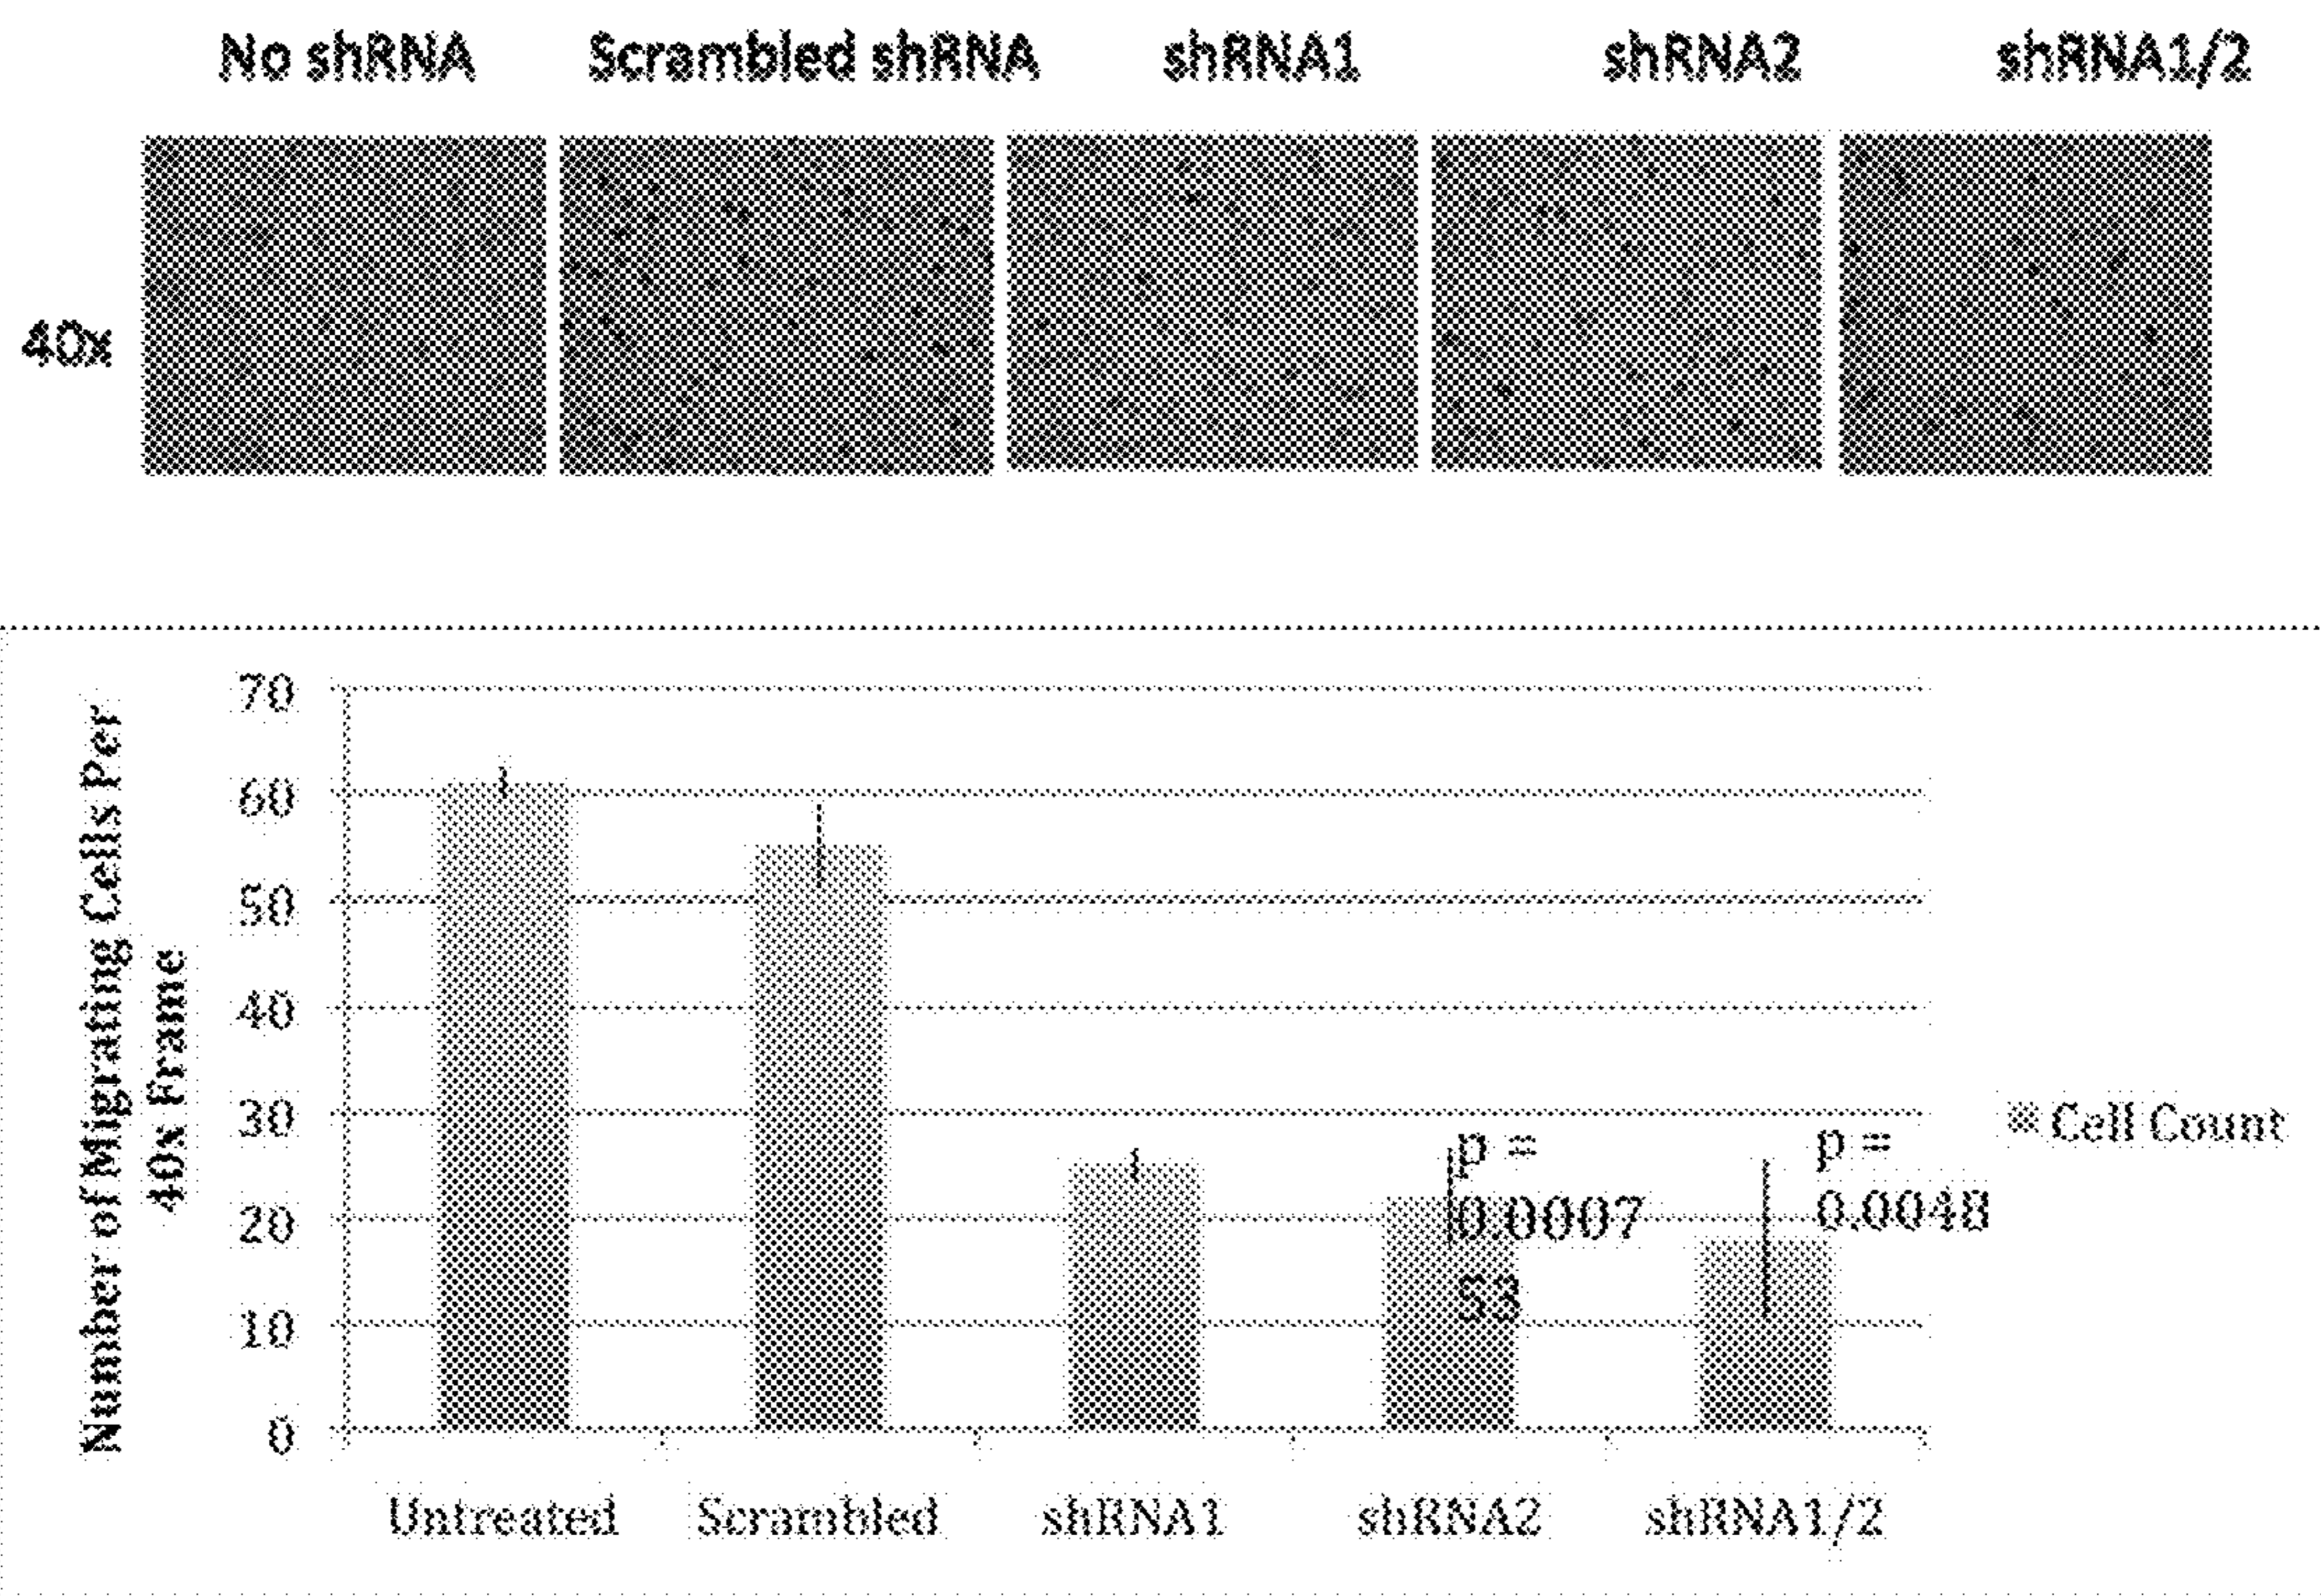 No shRNA Scrambled shRNA shRNA1 shRNA2 shRNA1/2
40x
Number of Migrating Cells Per
40x Frame
70
60
50
40
30
20
10
0
p =
0.0007
53
p =
0.0048
Cell Count
Untreated Scrambled shRNA1 shRNA2 shRNA1/2